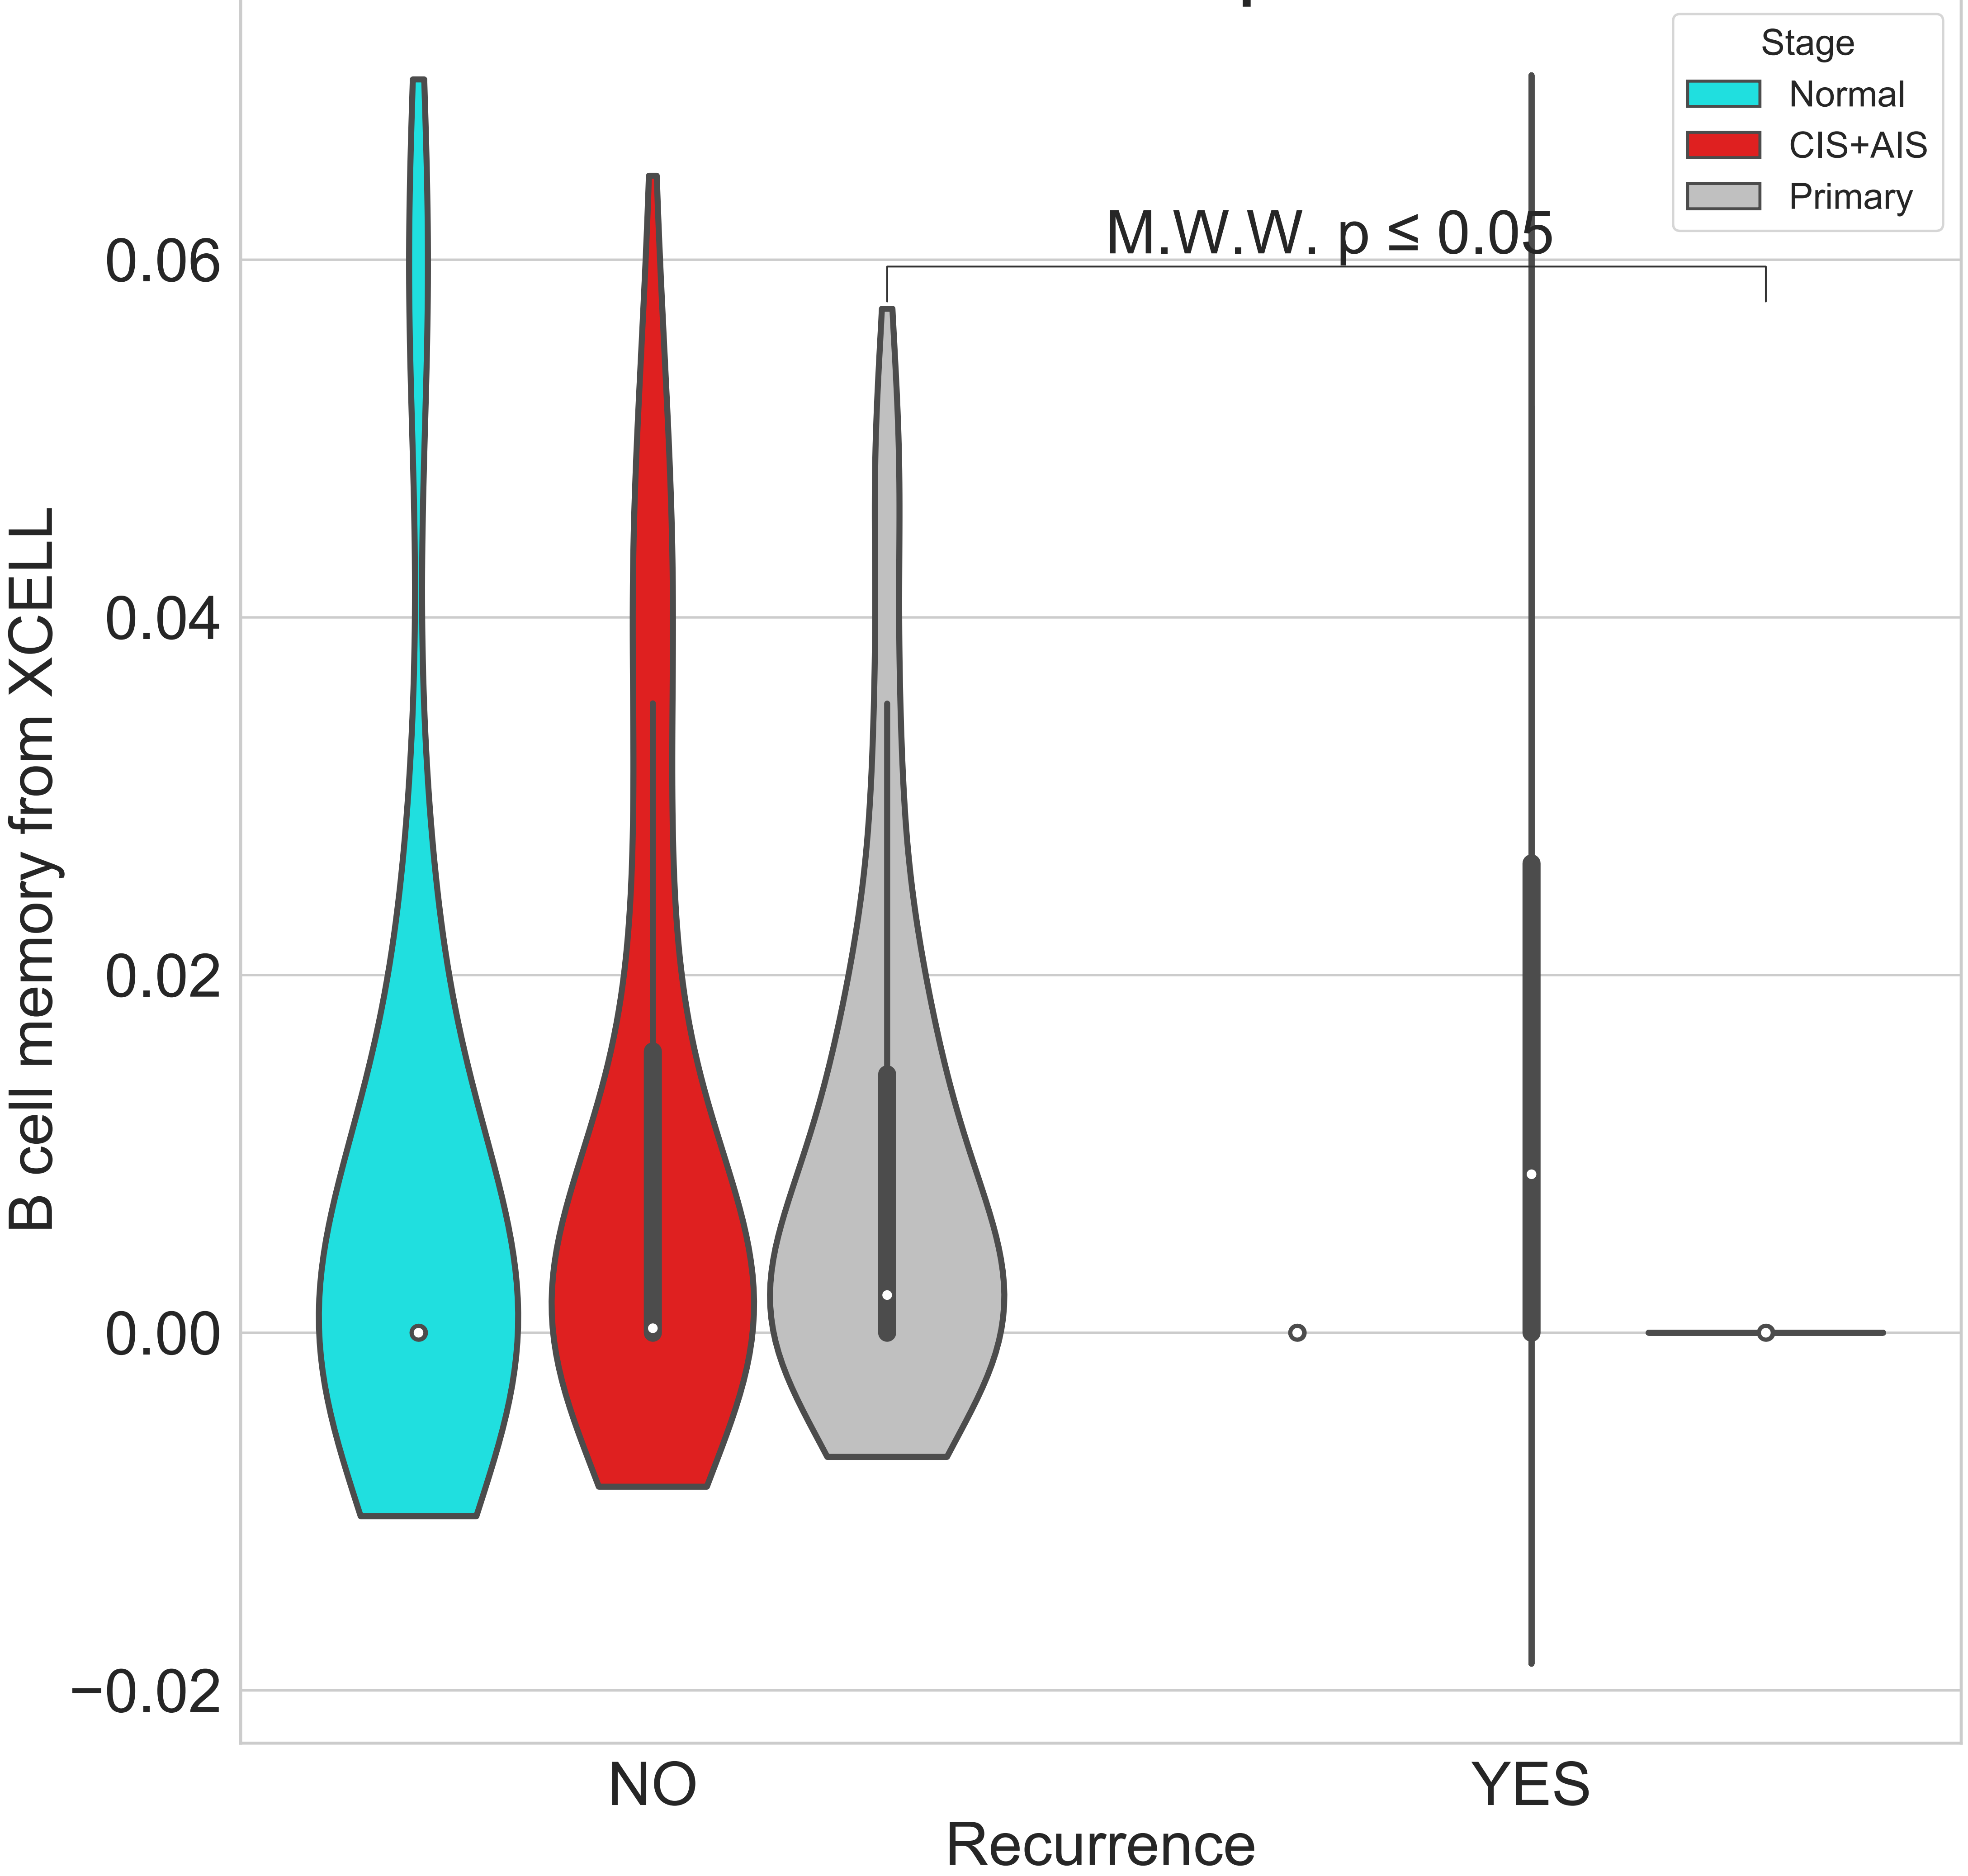 Stage
Normal
CIS+AIS
Primary
M.W.W. p ≤ 0.05
0.06
0.04
0.02
0.00
−0.02
B cell memory from XCELL
NO
YES
Recurrence